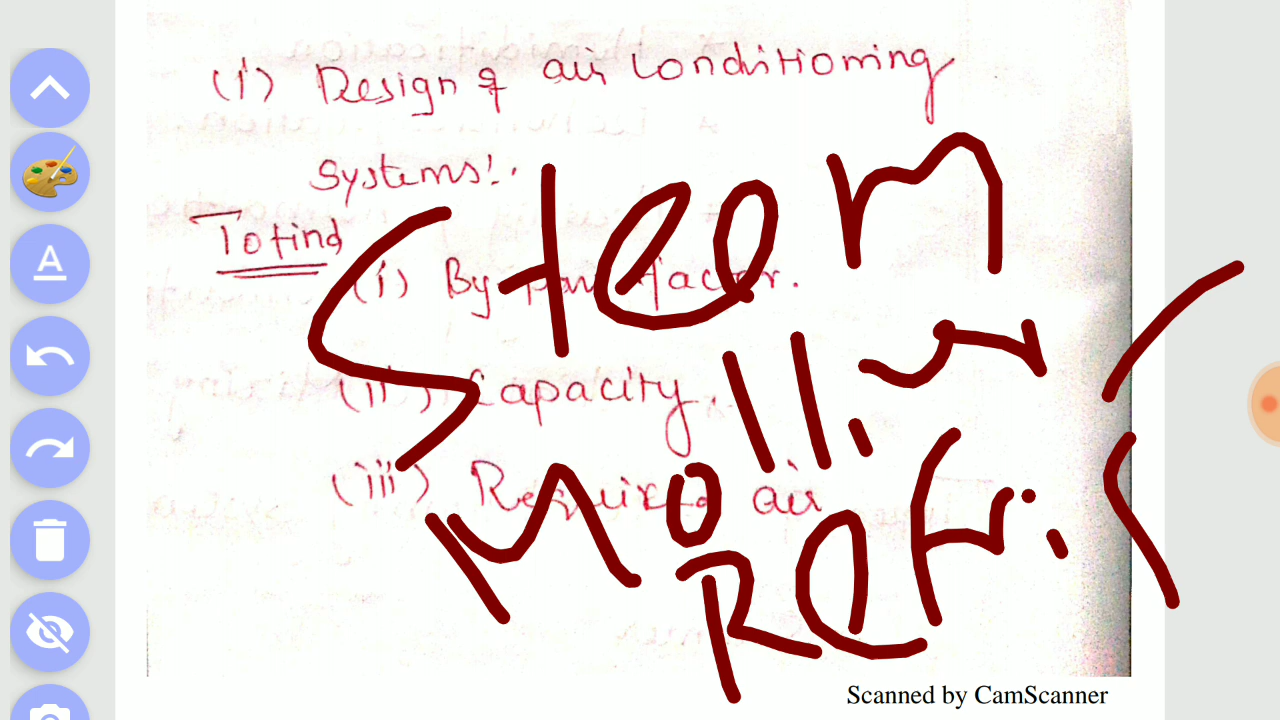 (i) Design of air Conditioning
Systems:.
To find
(i) By pass factor.
(ii) Capacity.
(iii) Required air
Steam
Mollier
Refri.
Scanned by CamScanner
A